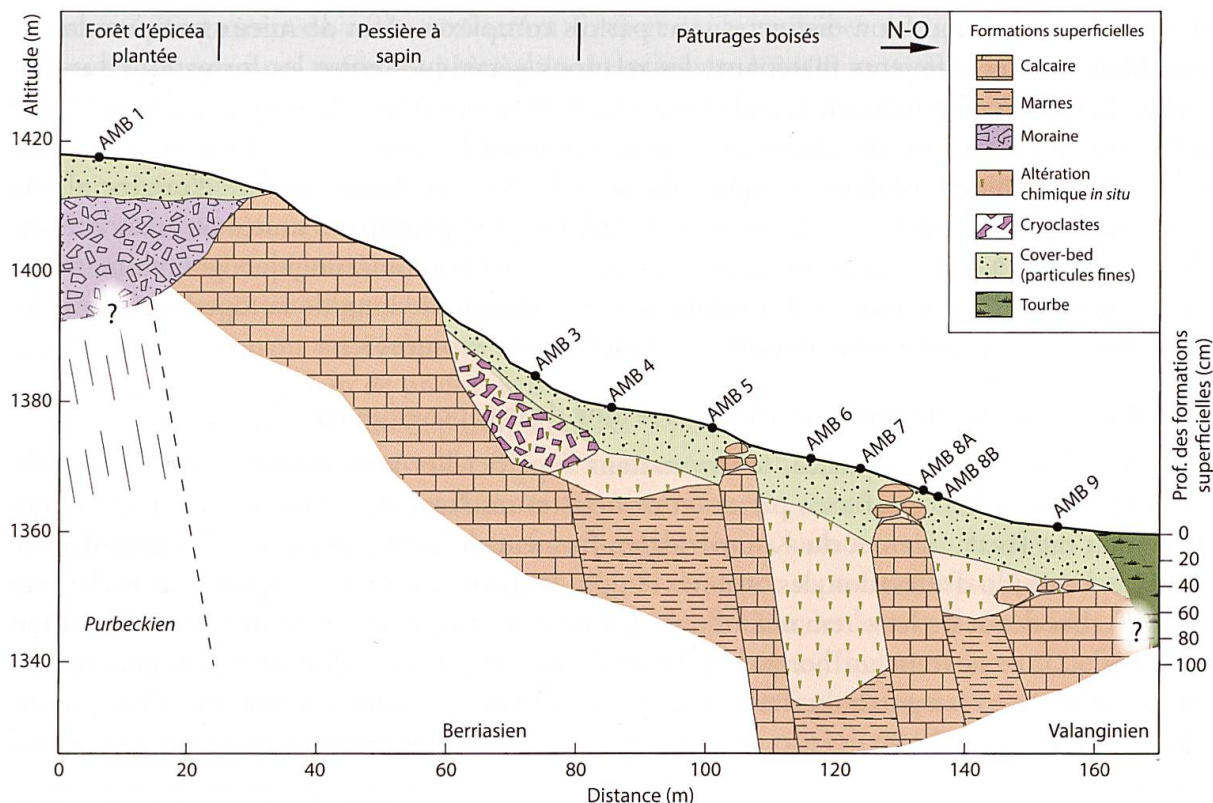 Forêt d'épicéa
plantée
Pessière à
sapin
Pâturages boisés
N-O
Formations superficielles
Calcaire
Marnes
Moraine
Altération
chimique in situ
Cryoclastes
Cover-bed
(particules fines)
Tourbe
Altitude (m)
1420
1400
1380
1360
1340
AMB 1
AMB 3
AMB 4
AMB 5
AMB 6
AMB 7
AMB 8A
AMB 8B
AMB 9
?
?
Prof. des formations
superficielles (cm)
0
20
40
60
80
100
Purbeckien
Berriasien
Valanginien
0
20
40
60
80
100
120
140
160
Distance (m)